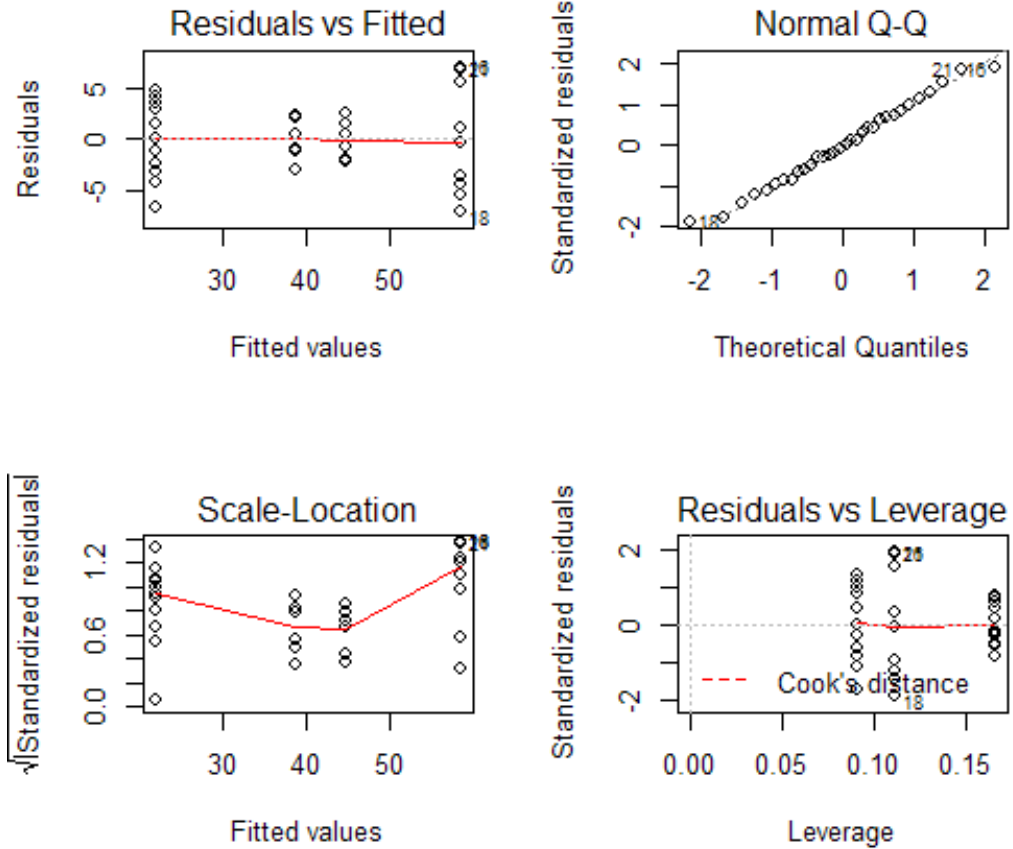 Residuals vs Fitted
Residuals
5
0
-5
18
30 40 50
Fitted values
Normal Q-Q
Standardized residuals
2
1
0
-2
21 16
18
-2 -1 0 1 2
Theoretical Quantiles
Scale-Location
√|Standardized residuals|
1.2
0.6
0.0
30 40 50
Fitted values
Residuals vs Leverage
Standardized residuals
2
0
-2
18
Cook's distance
0.00 0.05 0.10 0.15
Leverage